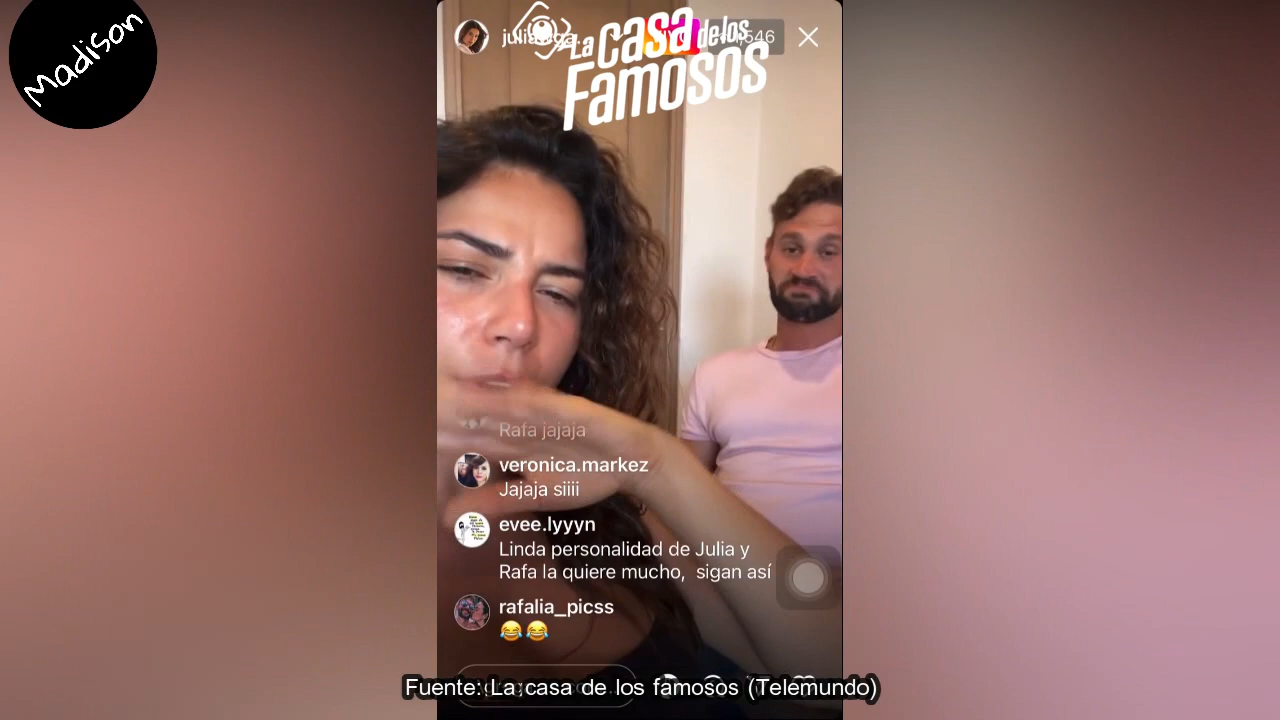 Madison
La casa de los
Famosos
Rafa jajaja
veronica.markez
Jajaja siiii
evee.lyyyn
Linda personalidad de Julia y
Rafa la quiere mucho, sigan así
rafalia_picss
😂😂
Fuente: La casa de los famosos (Telemundo)